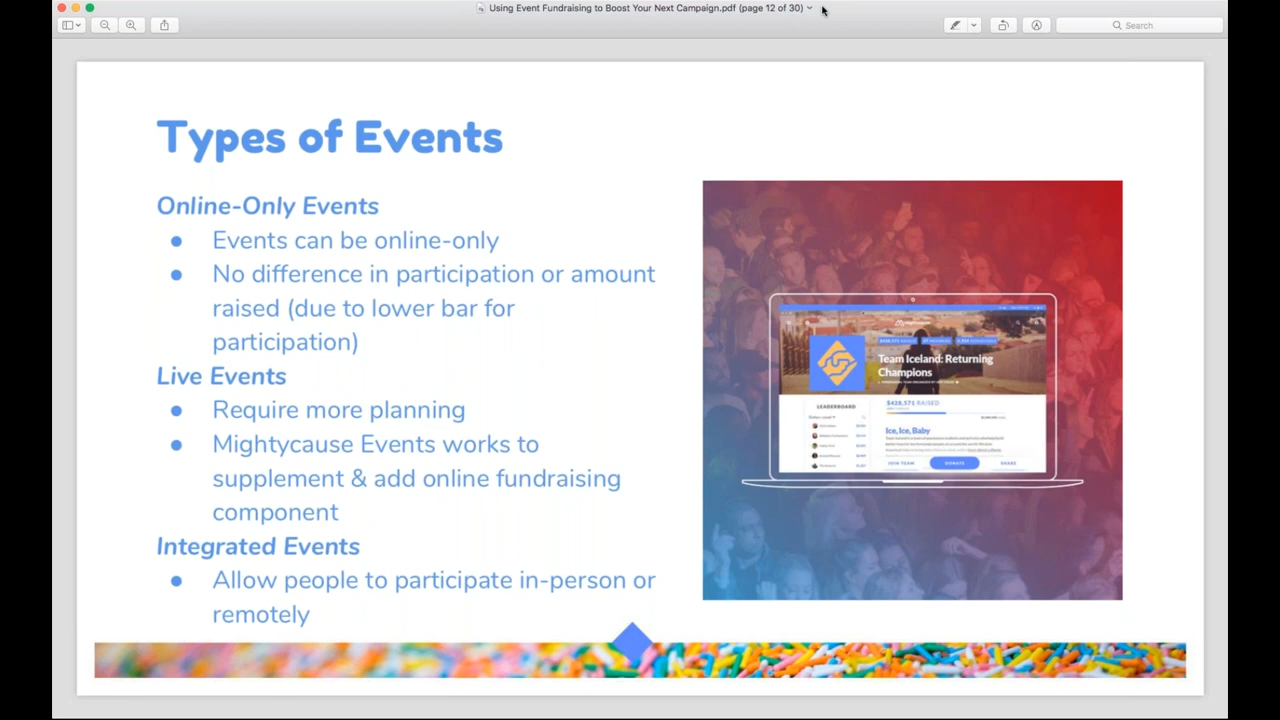 Using Event Fundraising to Boost Your Next Campaign.pdf (page 12 of 30)
Search
Types of Events
Online-Only Events
● Events can be online-only
● No difference in participation or amount
raised (due to lower bar for
participation)
Live Events
● Require more planning
● Mightycause Events works to
supplement & add online fundraising
component
Integrated Events
● Allow people to participate in-person or
remotely
Team Iceland: Returning
Champions
LEADERBOARD
$428,371 RAISED
Ice, Ice, Baby
JOIN TEAM
DONATE
SHARE